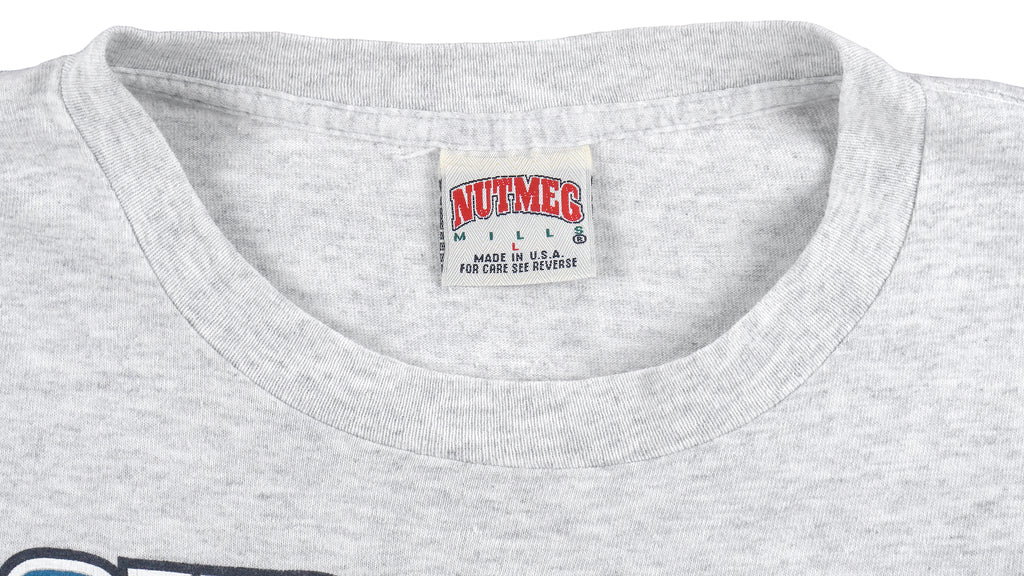 NUTMEG
MILLS ®
L
MADE IN U.S.A.
FOR CARE SEE REVERSE